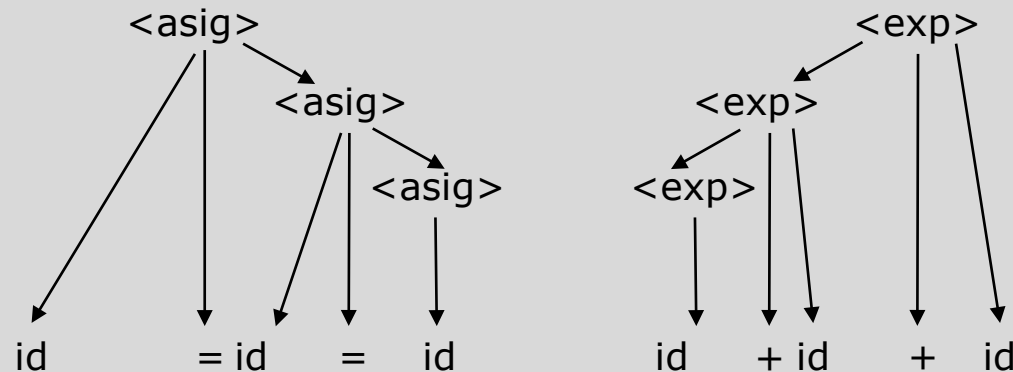 <asig> <exp>
<asig> <exp>
<asig> <exp>
id = id = id id + id + id